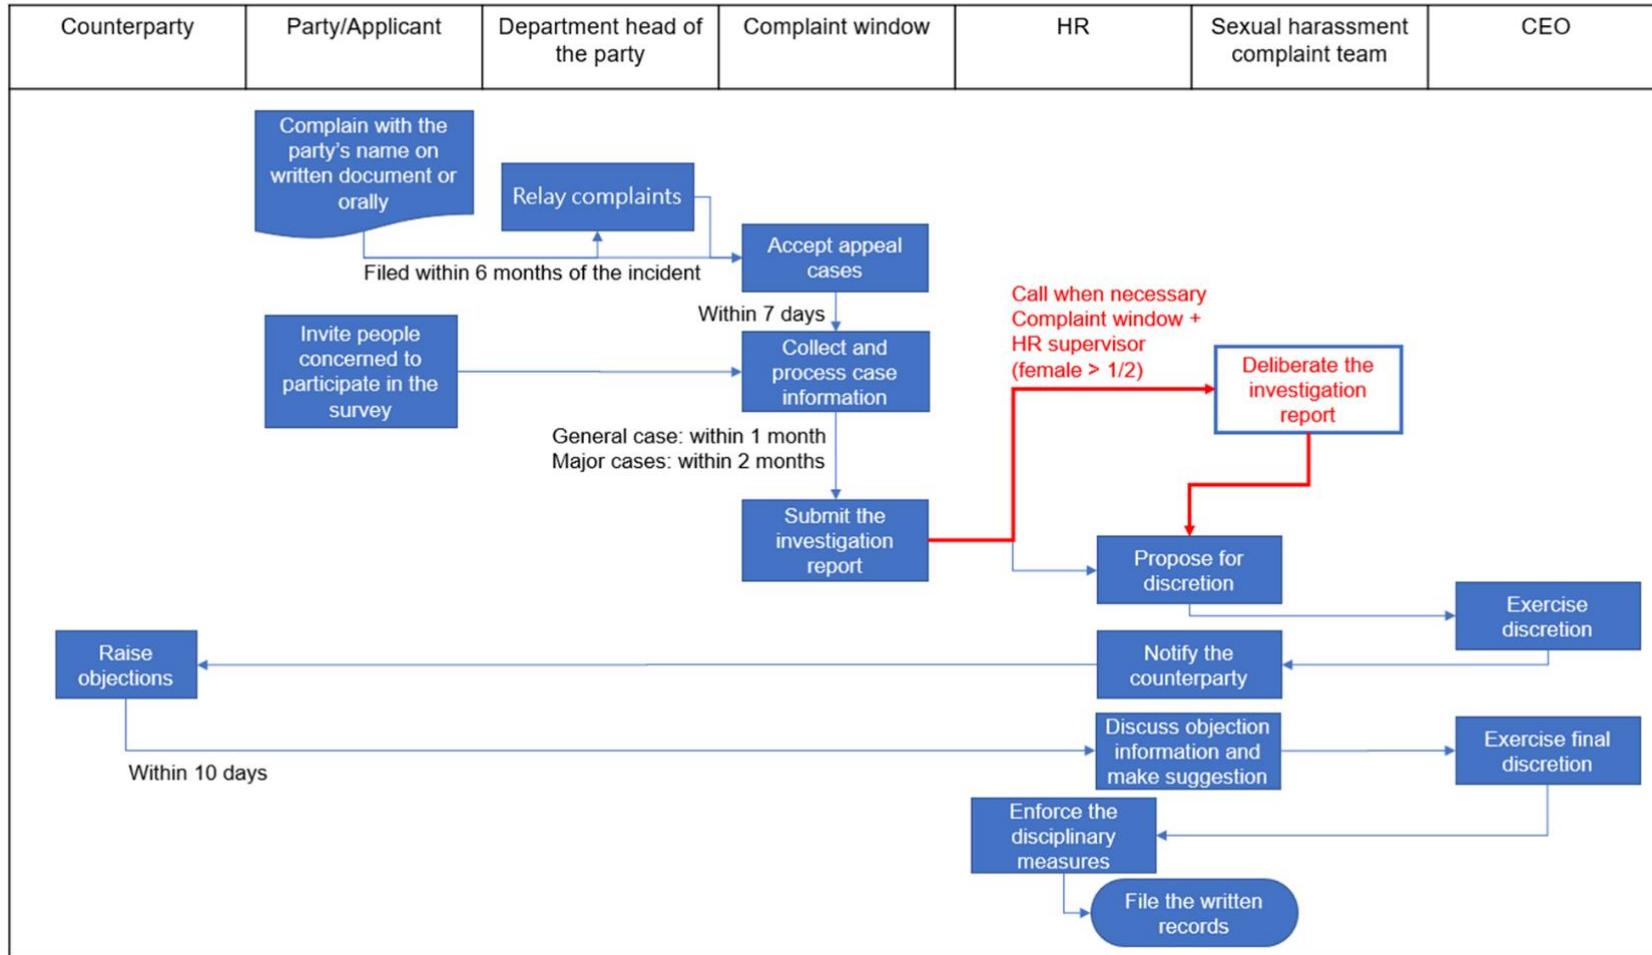 Counterparty
Party/Applicant
Department head of
the party
Complaint window
HR
Sexual harassment
complaint team
CEO
Complain with the
party's name on
written document or
orally
Relay complaints
Accept appeal
cases
Filed within 6 months of the incident
Within 7 days
Invite people
concerned to
participate in the
survey
Collect and
process case
information
Call when necessary
Complaint window +
HR supervisor
(female > 1/2)
Deliberate the
investigation
report
General case: within 1 month
Major cases: within 2 months
Submit the
investigation
report
Propose for
discretion
Exercise
discretion
Notify the
counterparty
Raise
objections
Within 10 days
Discuss objection
information and
make suggestion
Exercise final
discretion
Enforce the
disciplinary
measures
File the written
records